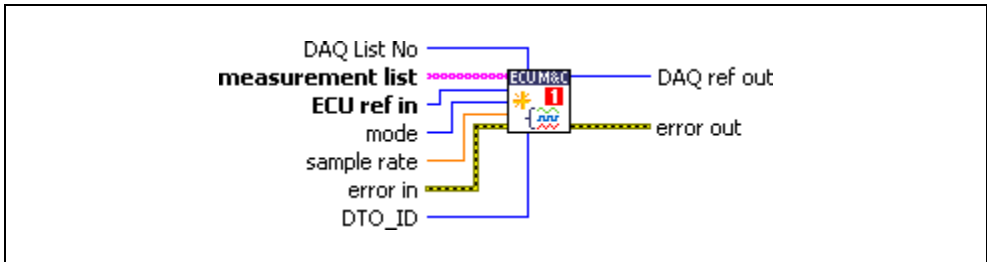 DAQ List No
measurement list
ECU M&C
DAQ ref out
ECU ref in
1
mode
error out
sample rate
error in
DTO_ID